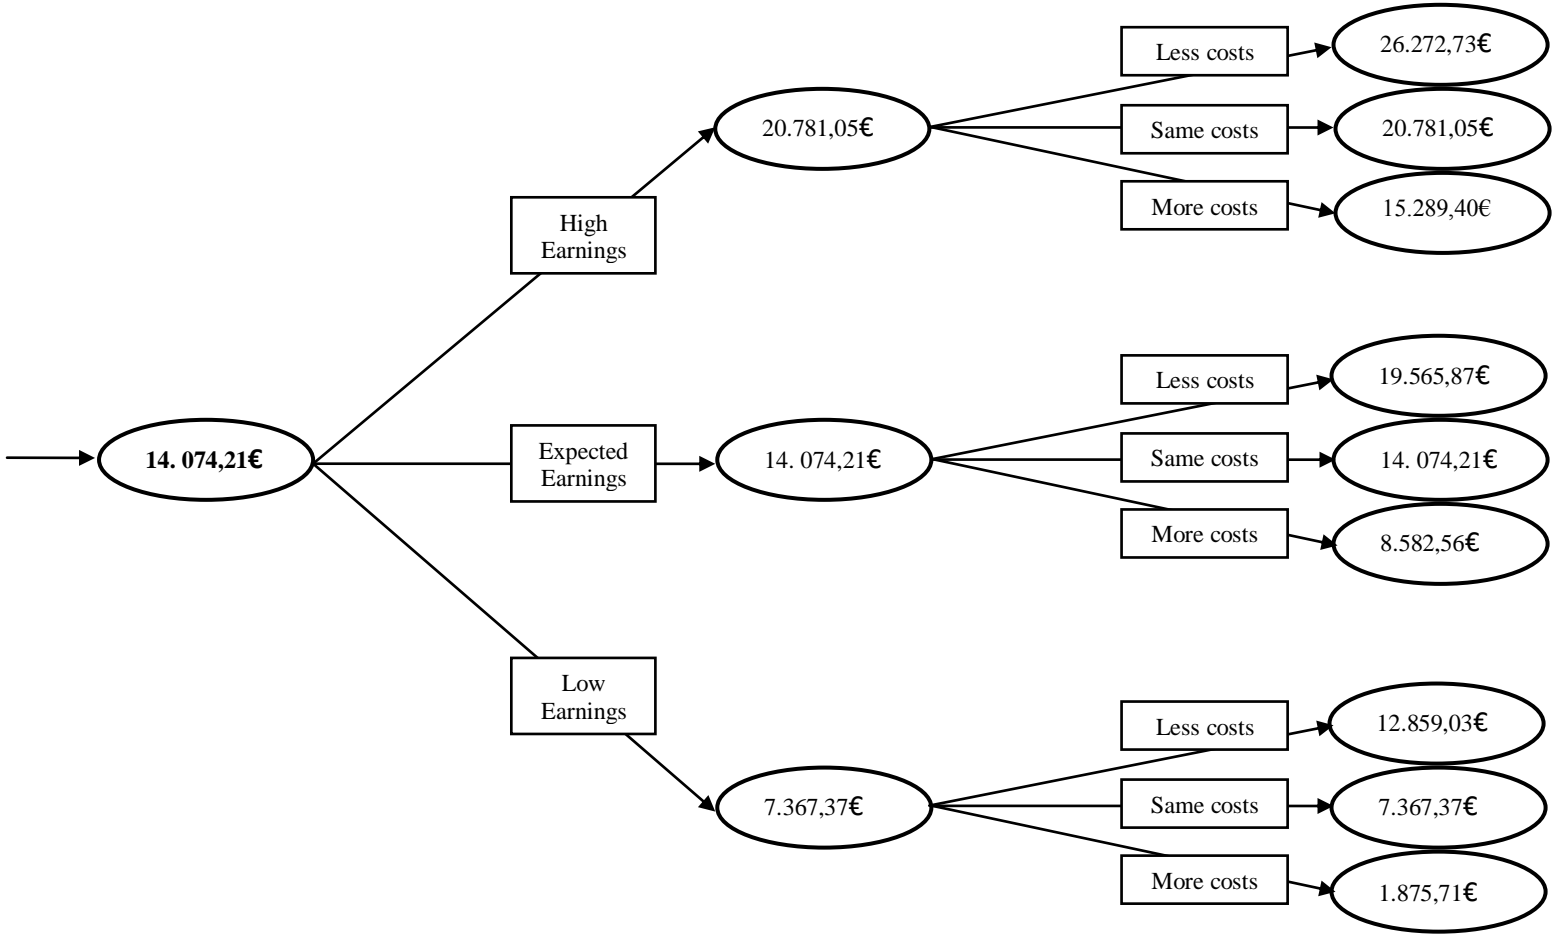 Less costs
26.272,73€
20.781,05€
Same costs
20.781,05€
More costs
15.289,40€
High
Earnings
Less costs
19.565,87€
14. 074,21€
Expected
Earnings
14. 074,21€
Same costs
14. 074,21€
More costs
8.582,56€
Low
Earnings
Less costs
12.859,03€
7.367,37€
Same costs
7.367,37€
More costs
1.875,71€